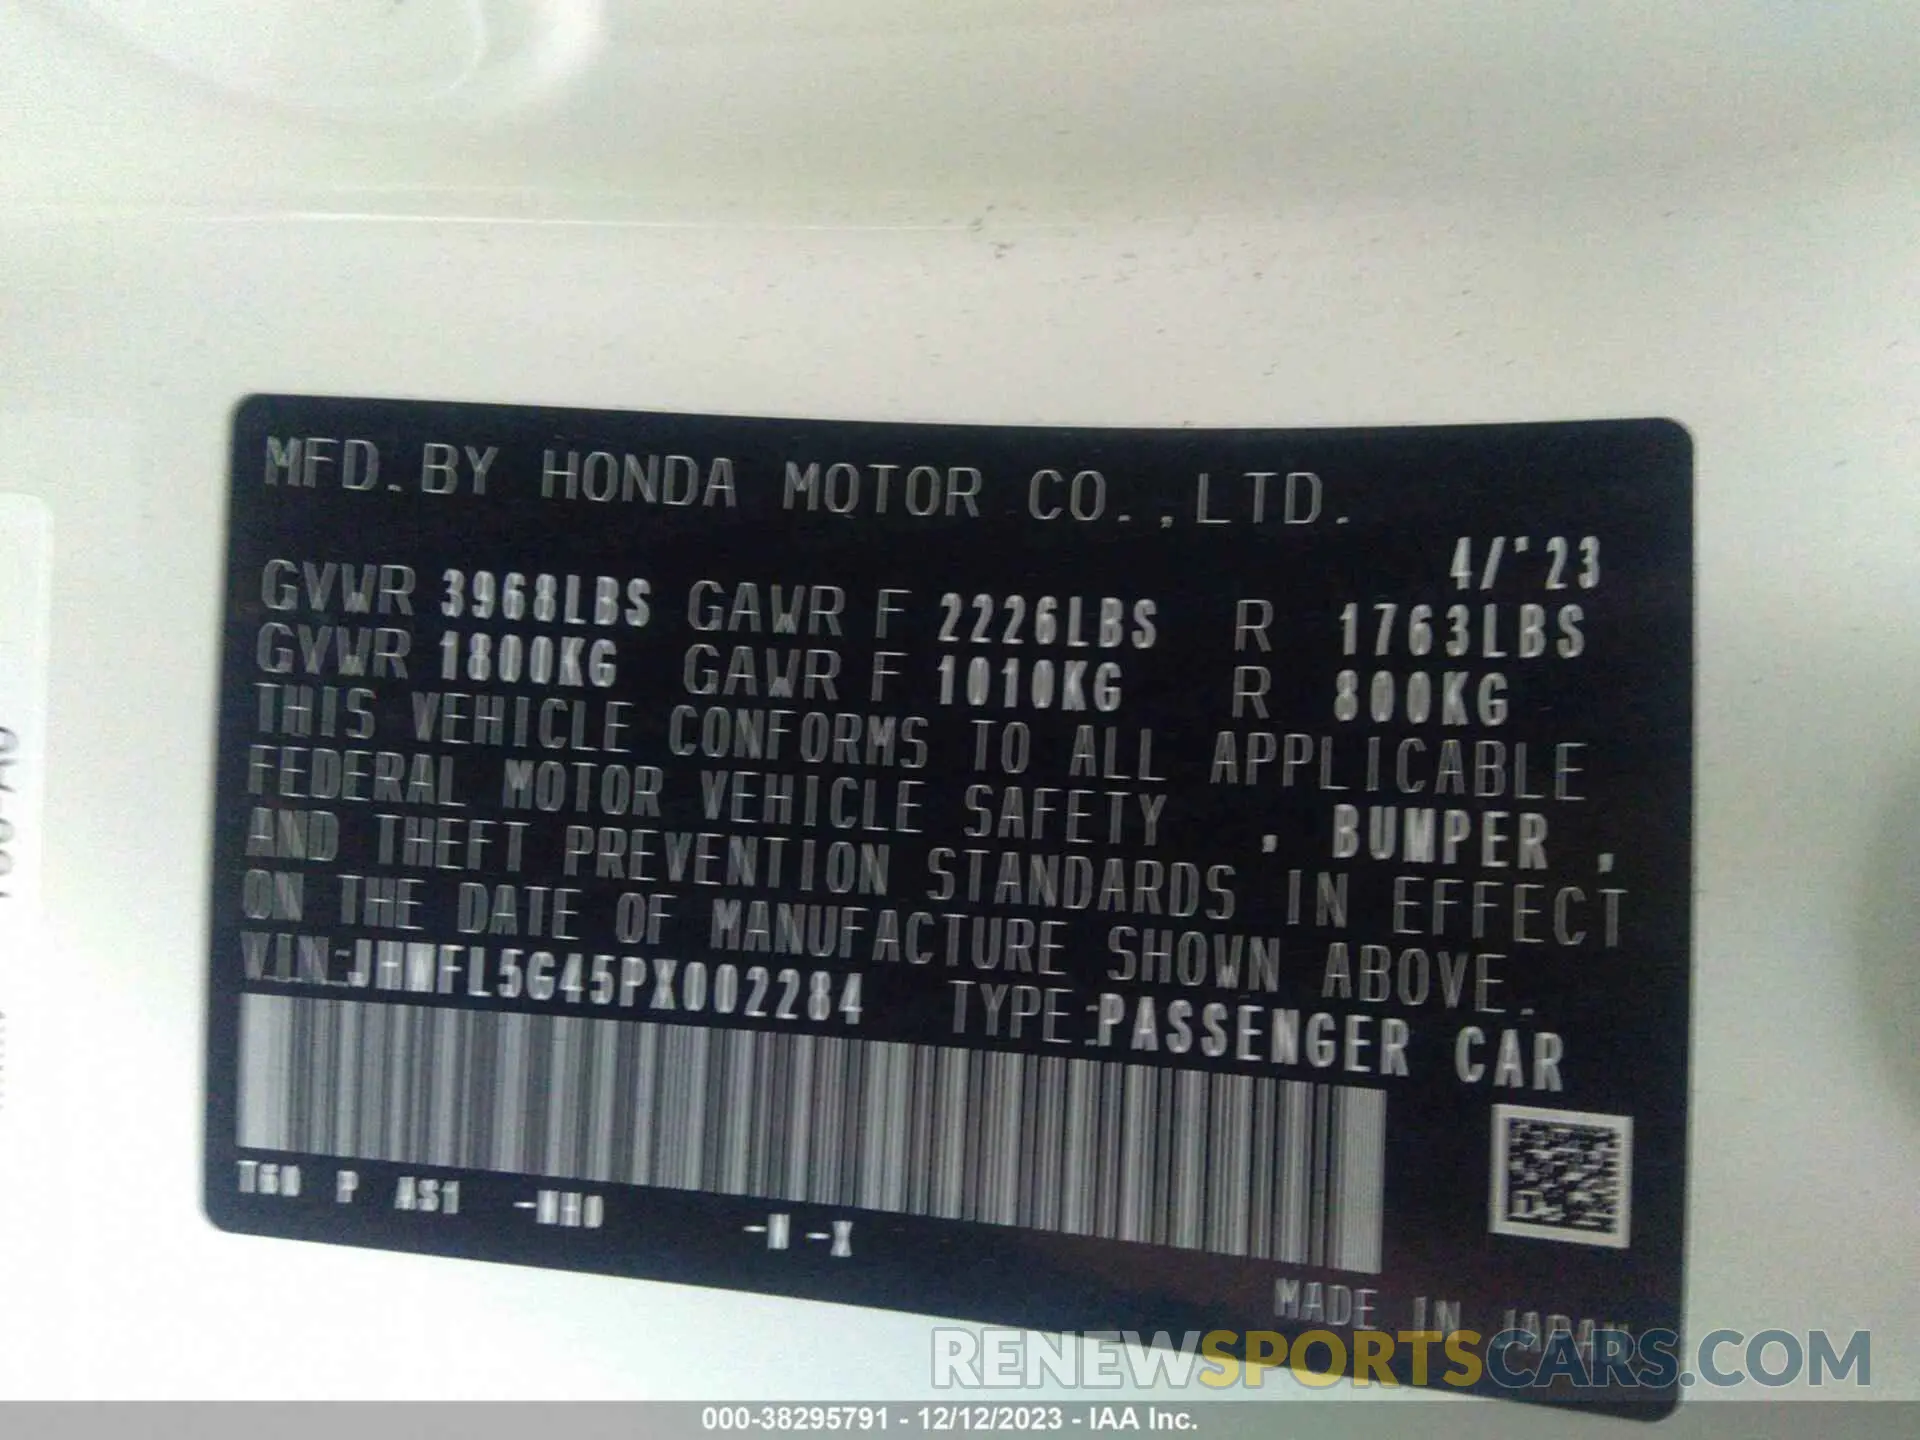 MFD. BY HONDA MOTOR CO.,LTD.
4/'23
GVWR 3968LBS GAWR F 2226LBS R 1763LBS
GVWR 1800KG GAWR F 1010KG R 800KG
THIS VEHICLE CONFORMS TO ALL APPLICABLE
FEDERAL MOTOR VEHICLE SAFETY , BUMPER ,
AND THEFT PREVENTION STANDARDS IN EFFECT
ON THE DATE OF MANUFACTURE SHOWN ABOVE.
VIN:JHMFL5G45PX002284 TYPE:PASSENGER CAR
T60 P AS1 -NH0 -N -X
MADE IN JAPAN
RENEWSPORTSCARS.COM
000-38295791 - 12/12/2023 - IAA Inc.